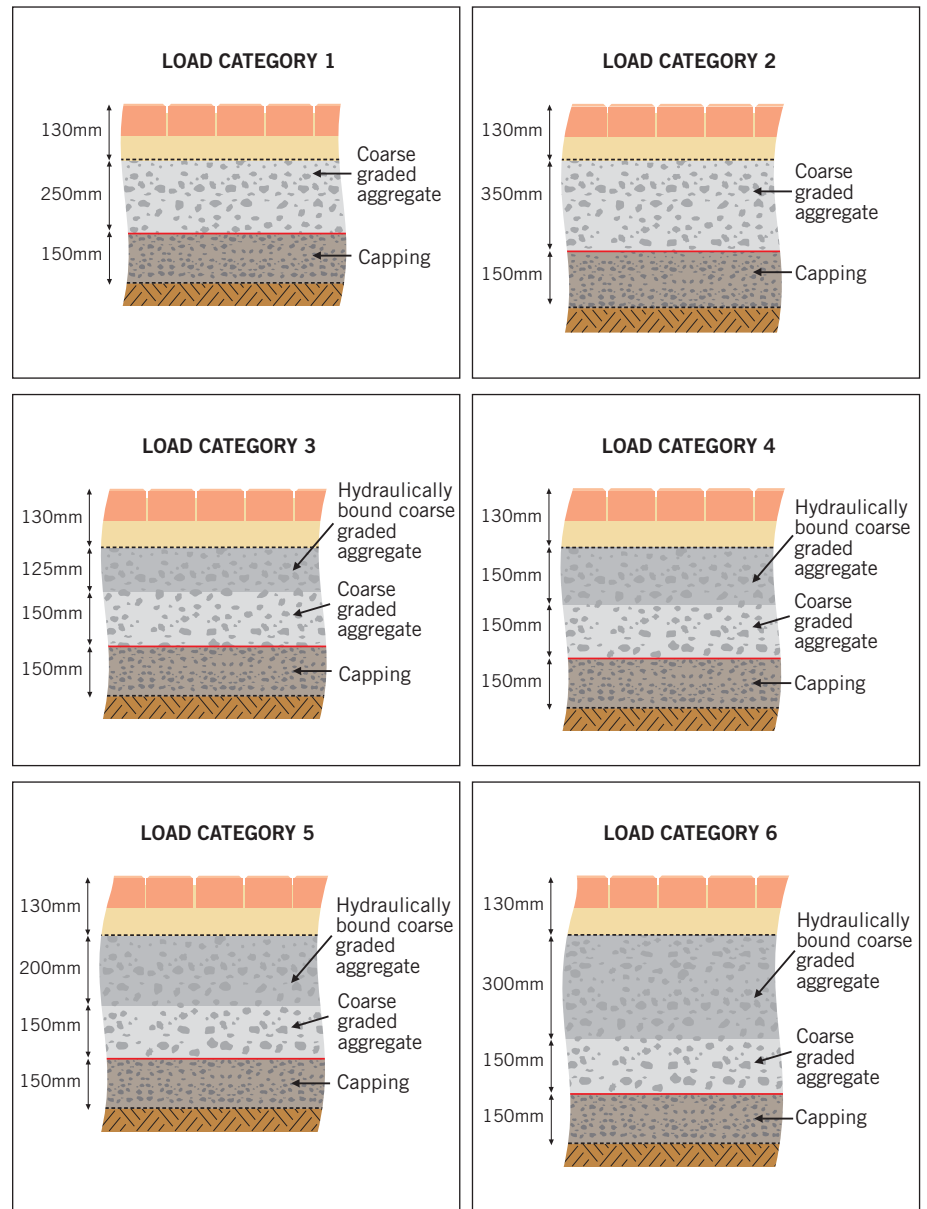 LOAD CATEGORY 1
130mm
250mm
150mm
Coarse
graded
aggregate
Capping
LOAD CATEGORY 2
130mm
350mm
150mm
Coarse
graded
aggregate
Capping
LOAD CATEGORY 3
130mm
125mm
150mm
150mm
Hydraulically
bound coarse
graded
aggregate
Coarse
graded
aggregate
Capping
LOAD CATEGORY 4
130mm
150mm
150mm
150mm
Hydraulically
bound coarse
graded
aggregate
Coarse
graded
aggregate
Capping
LOAD CATEGORY 5
130mm
200mm
150mm
150mm
Hydraulically
bound coarse
graded
aggregate
Coarse
graded
aggregate
Capping
LOAD CATEGORY 6
130mm
300mm
150mm
150mm
Hydraulically
bound coarse
graded
aggregate
Coarse
graded
aggregate
Capping